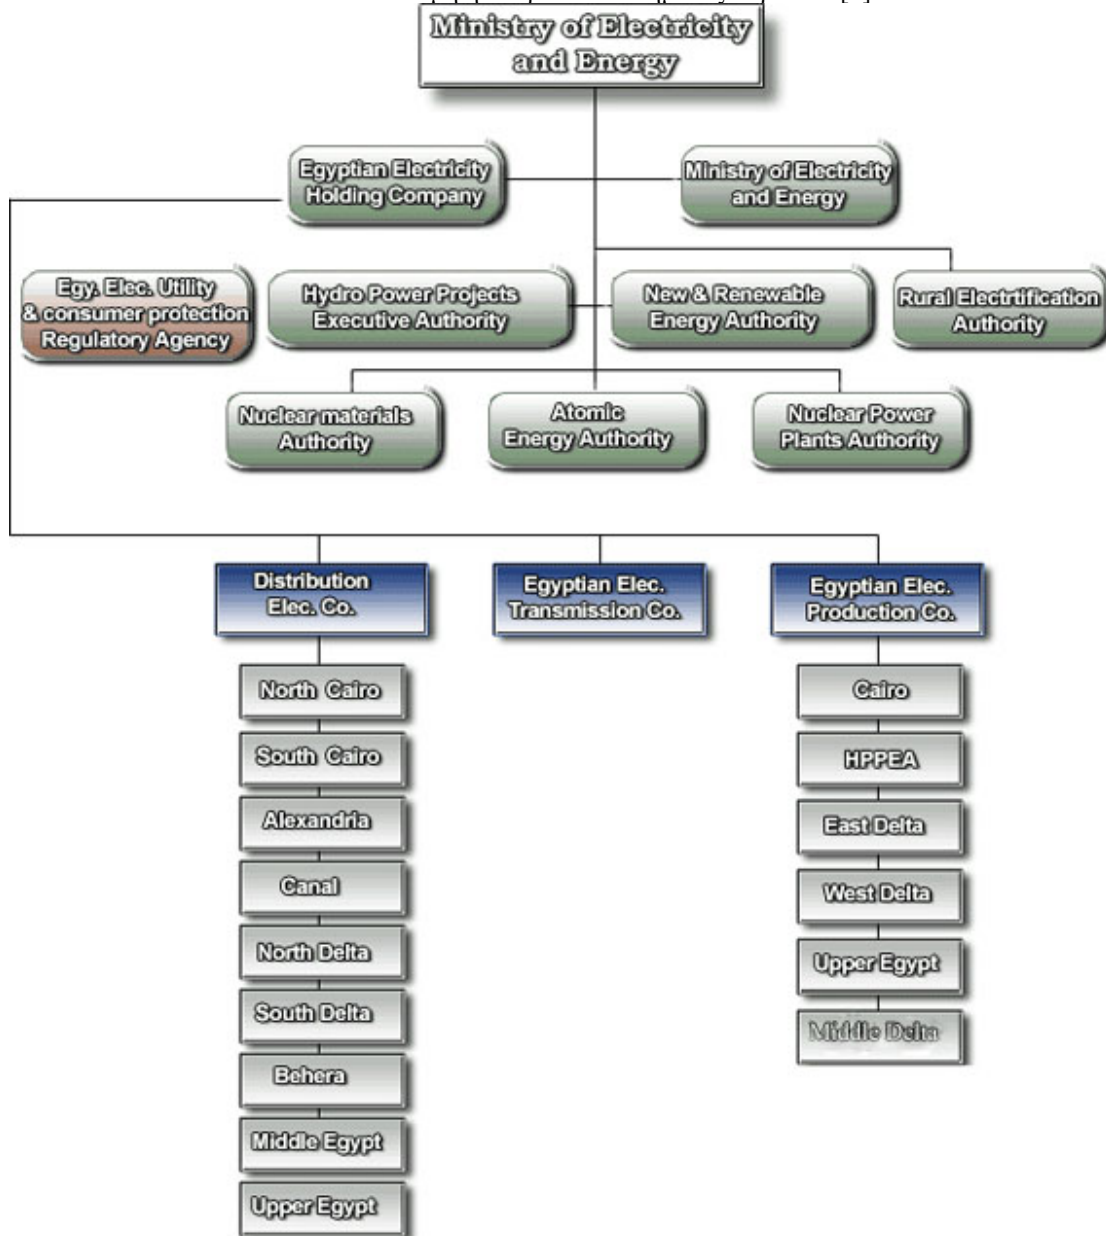 Ministry of Electricity
and Energy
Egyptian Electricity
Holding Company
Ministry of Electricity
and Energy
Egy. Elec. Utility
& consumer protection
Regulatory Agency
Hydro Power Projects
Executive Authority
New & Renewable
Energy Authority
Rural Electrtification
Authority
Nuclear materials
Authority
Atomic
Energy Authority
Nuclear Power
Plants Authority
Distribution
Elec. Co.
Egyptian Elec.
Transmission Co.
Egyptian Elec.
Production Co.
North Cairo
South Cairo
Alexandria
Canal
North Delta
South Delta
Behera
Middle Egypt
Upper Egypt
Cairo
HPPEA
East Delta
West Delta
Upper Egypt
Middle Delta